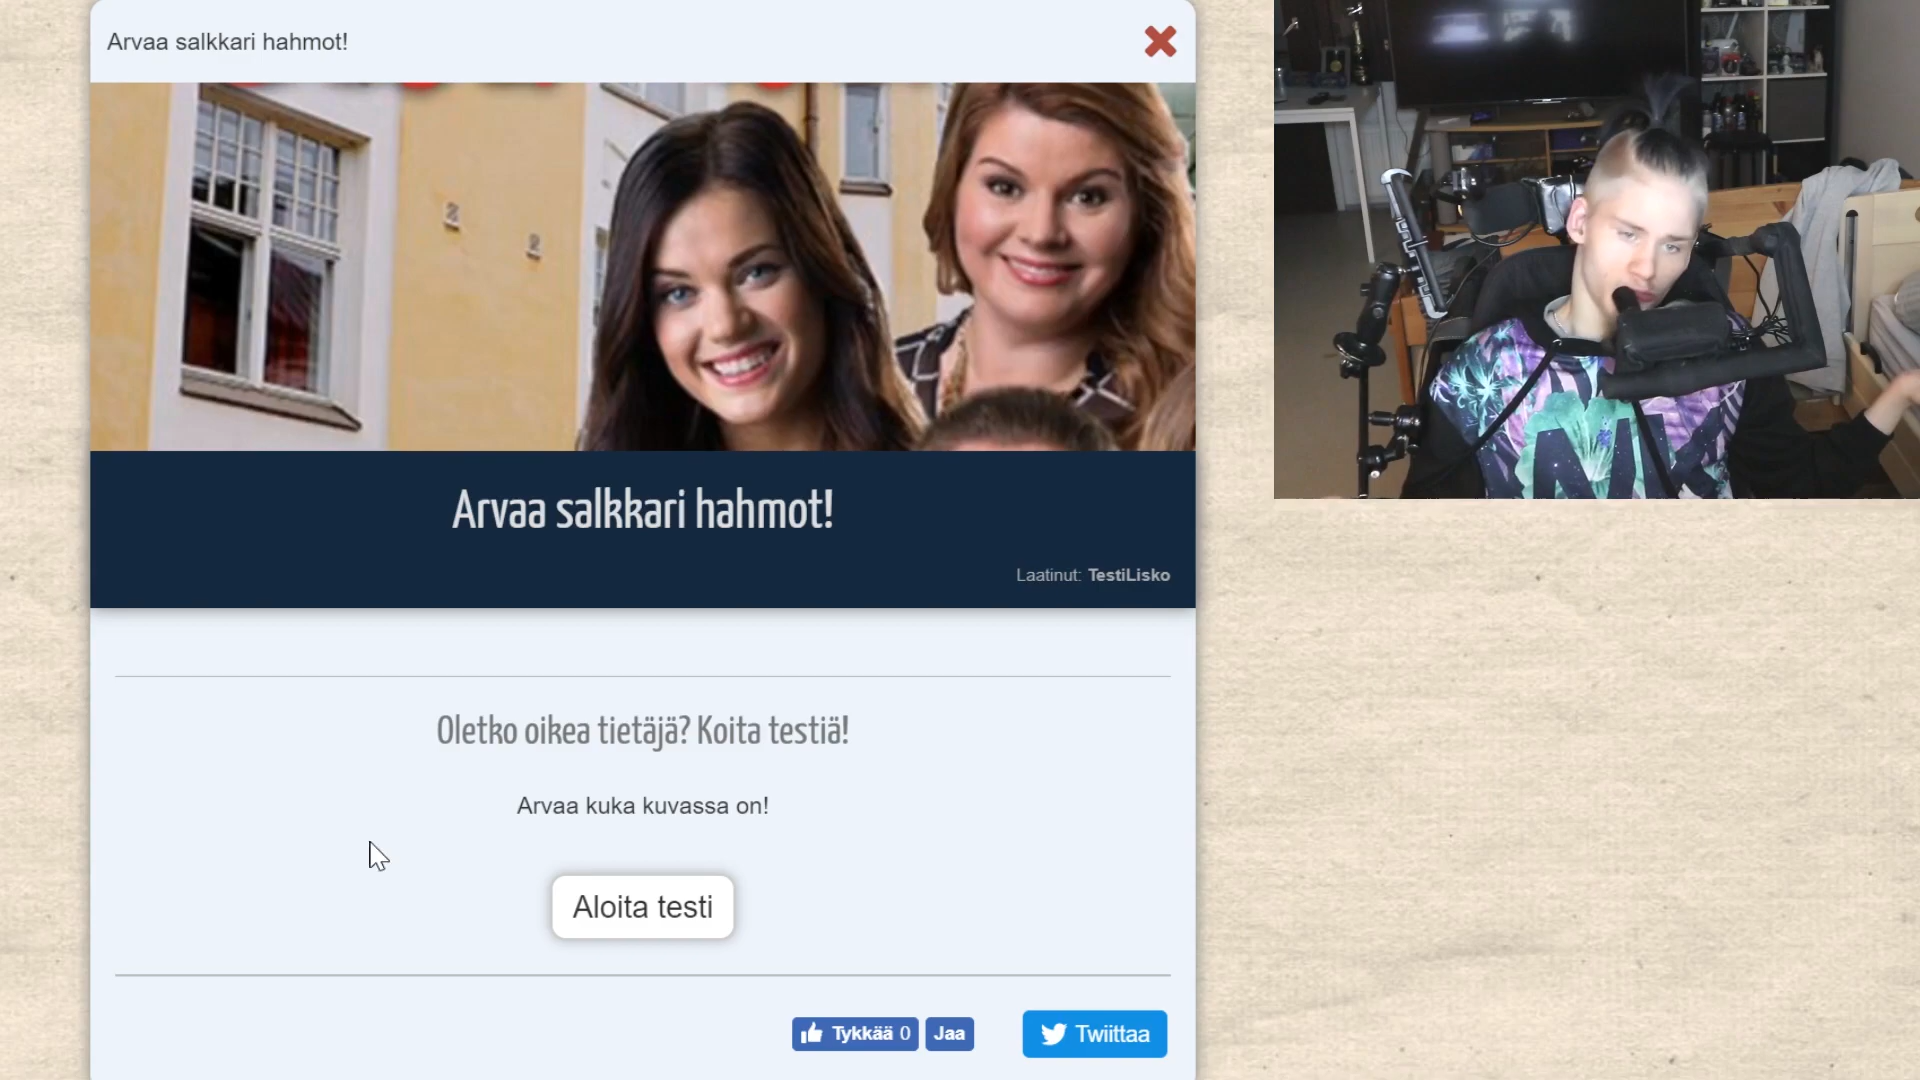 Arvaa salkkari hahmot!
Arvaa salkkari hahmot!
Laatinut: TestiLisko
Oletko oikea tietäjä? Koita testiä!
Arvaa kuka kuvassa on!
Aloita testi
Tykkää 0
Jaa
Twiittaa